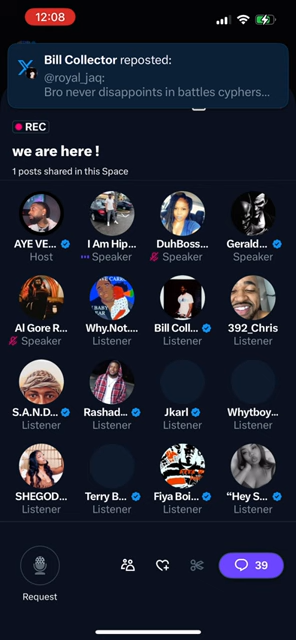 12:08
Bill Collector reposted:
@royal_jaq:
Bro never disappoints in battles cyphers...
REC
we are here !
1 posts shared in this Space
AYE VE...
Host
I Am Hip...
Speaker
DuhBoss...
Speaker
Gerald...
Speaker
Al Gore R...
Speaker
Why.Not....
Listener
Bill Coll...
Listener
392_Chris
Listener
S.A.N.D...
Listener
Rashad...
Listener
Jkarl
Listener
Whytboy...
Listener
SHEGOD...
Listener
Terry B...
Listener
Fiya Boi...
Listener
“Hey S...
Listener
39
Request